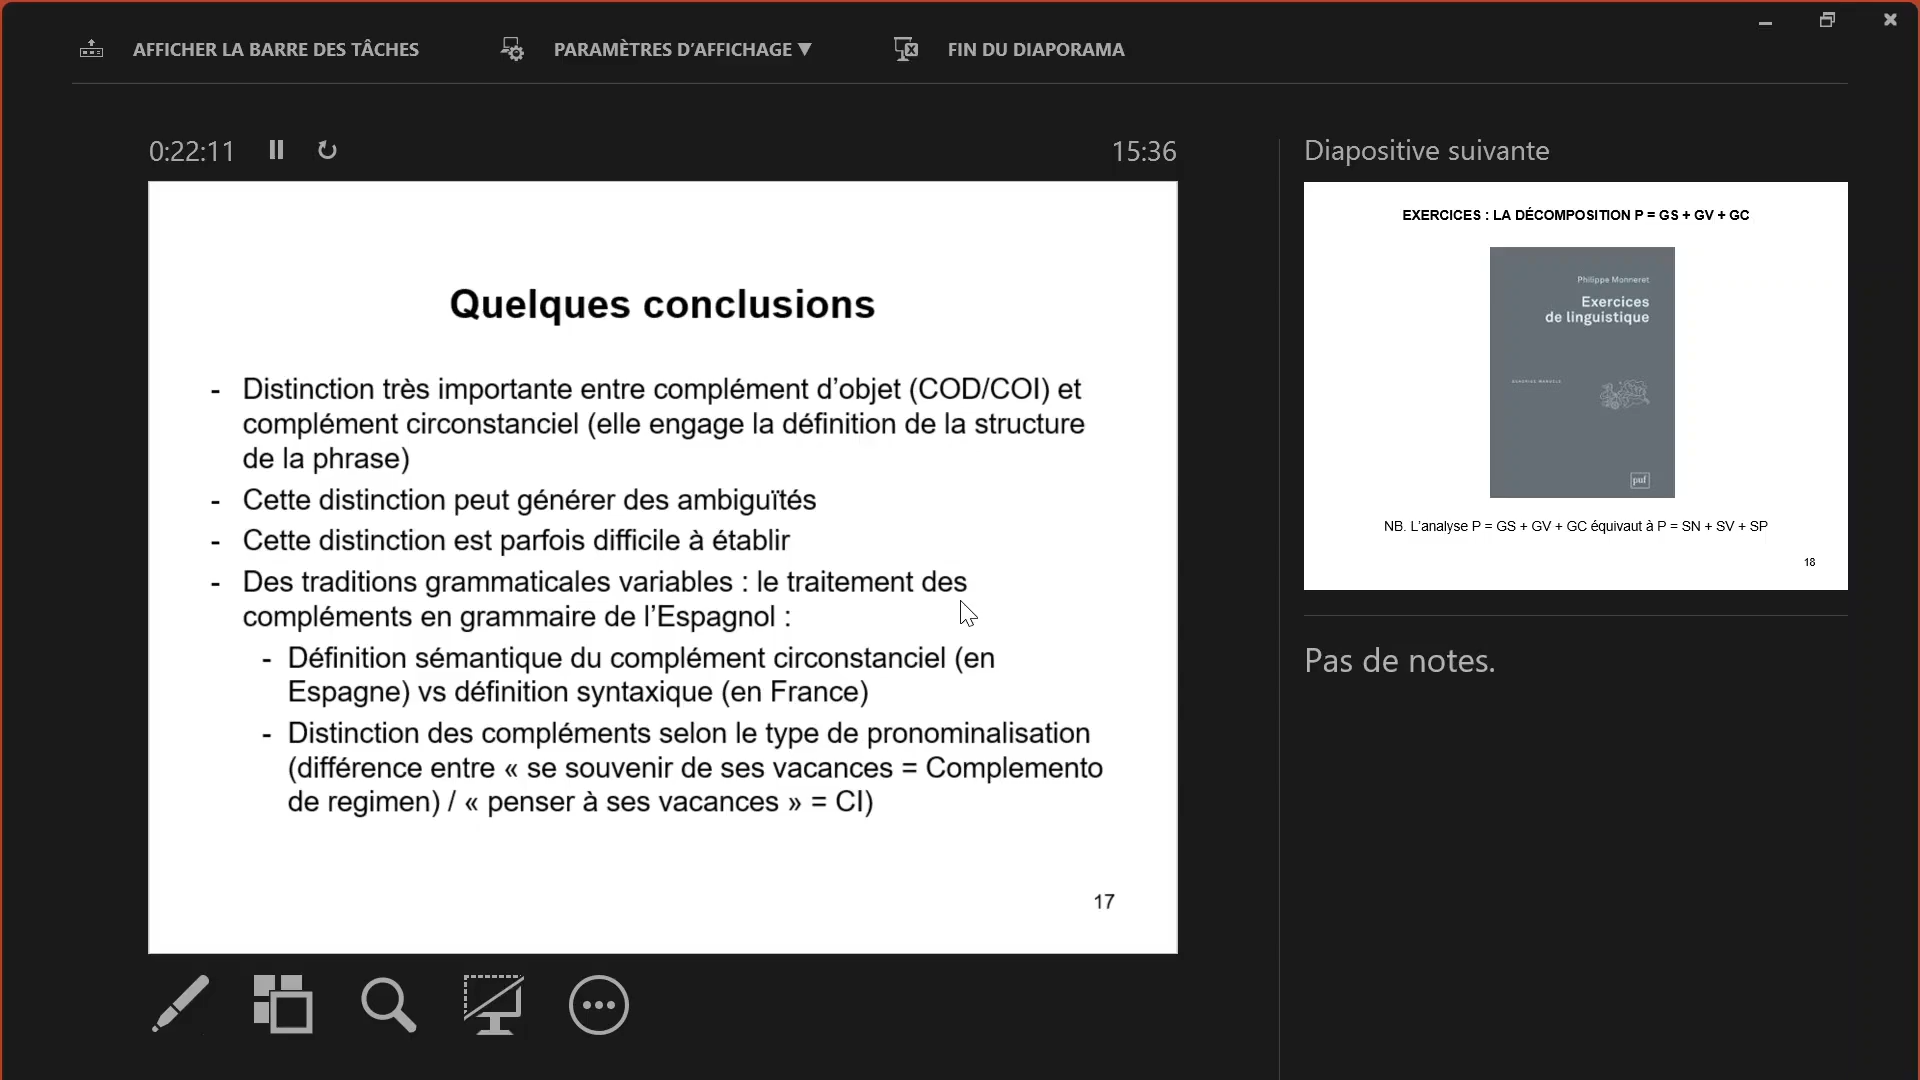 AFFICHER LA BARRE DES TÂCHES
PARAMÈTRES D'AFFICHAGE ▼
FIN DU DIAPORAMA
0:22:11
15:36
Quelques conclusions
- Distinction très importante entre complément d'objet (COD/COI) et
complément circonstanciel (elle engage la définition de la structure
de la phrase)
- Cette distinction peut générer des ambiguïtés
- Cette distinction est parfois difficile à établir
- Des traditions grammaticales variables : le traitement des
compléments en grammaire de l'Espagnol :
- Définition sémantique du complément circonstanciel (en
Espagne) vs définition syntaxique (en France)
- Distinction des compléments selon le type de pronominalisation
(différence entre « se souvenir de ses vacances = Complemento
de regimen) / « penser à ses vacances » = CI)
17
Diapositive suivante
EXERCICES : LA DÉCOMPOSITION P = GS + GV + GC
Philippe Monneret
Exercices
de linguistique
puf
NB. L'analyse P = GS + GV + GC équivaut à P = SN + SV + SP
18
Pas de notes.